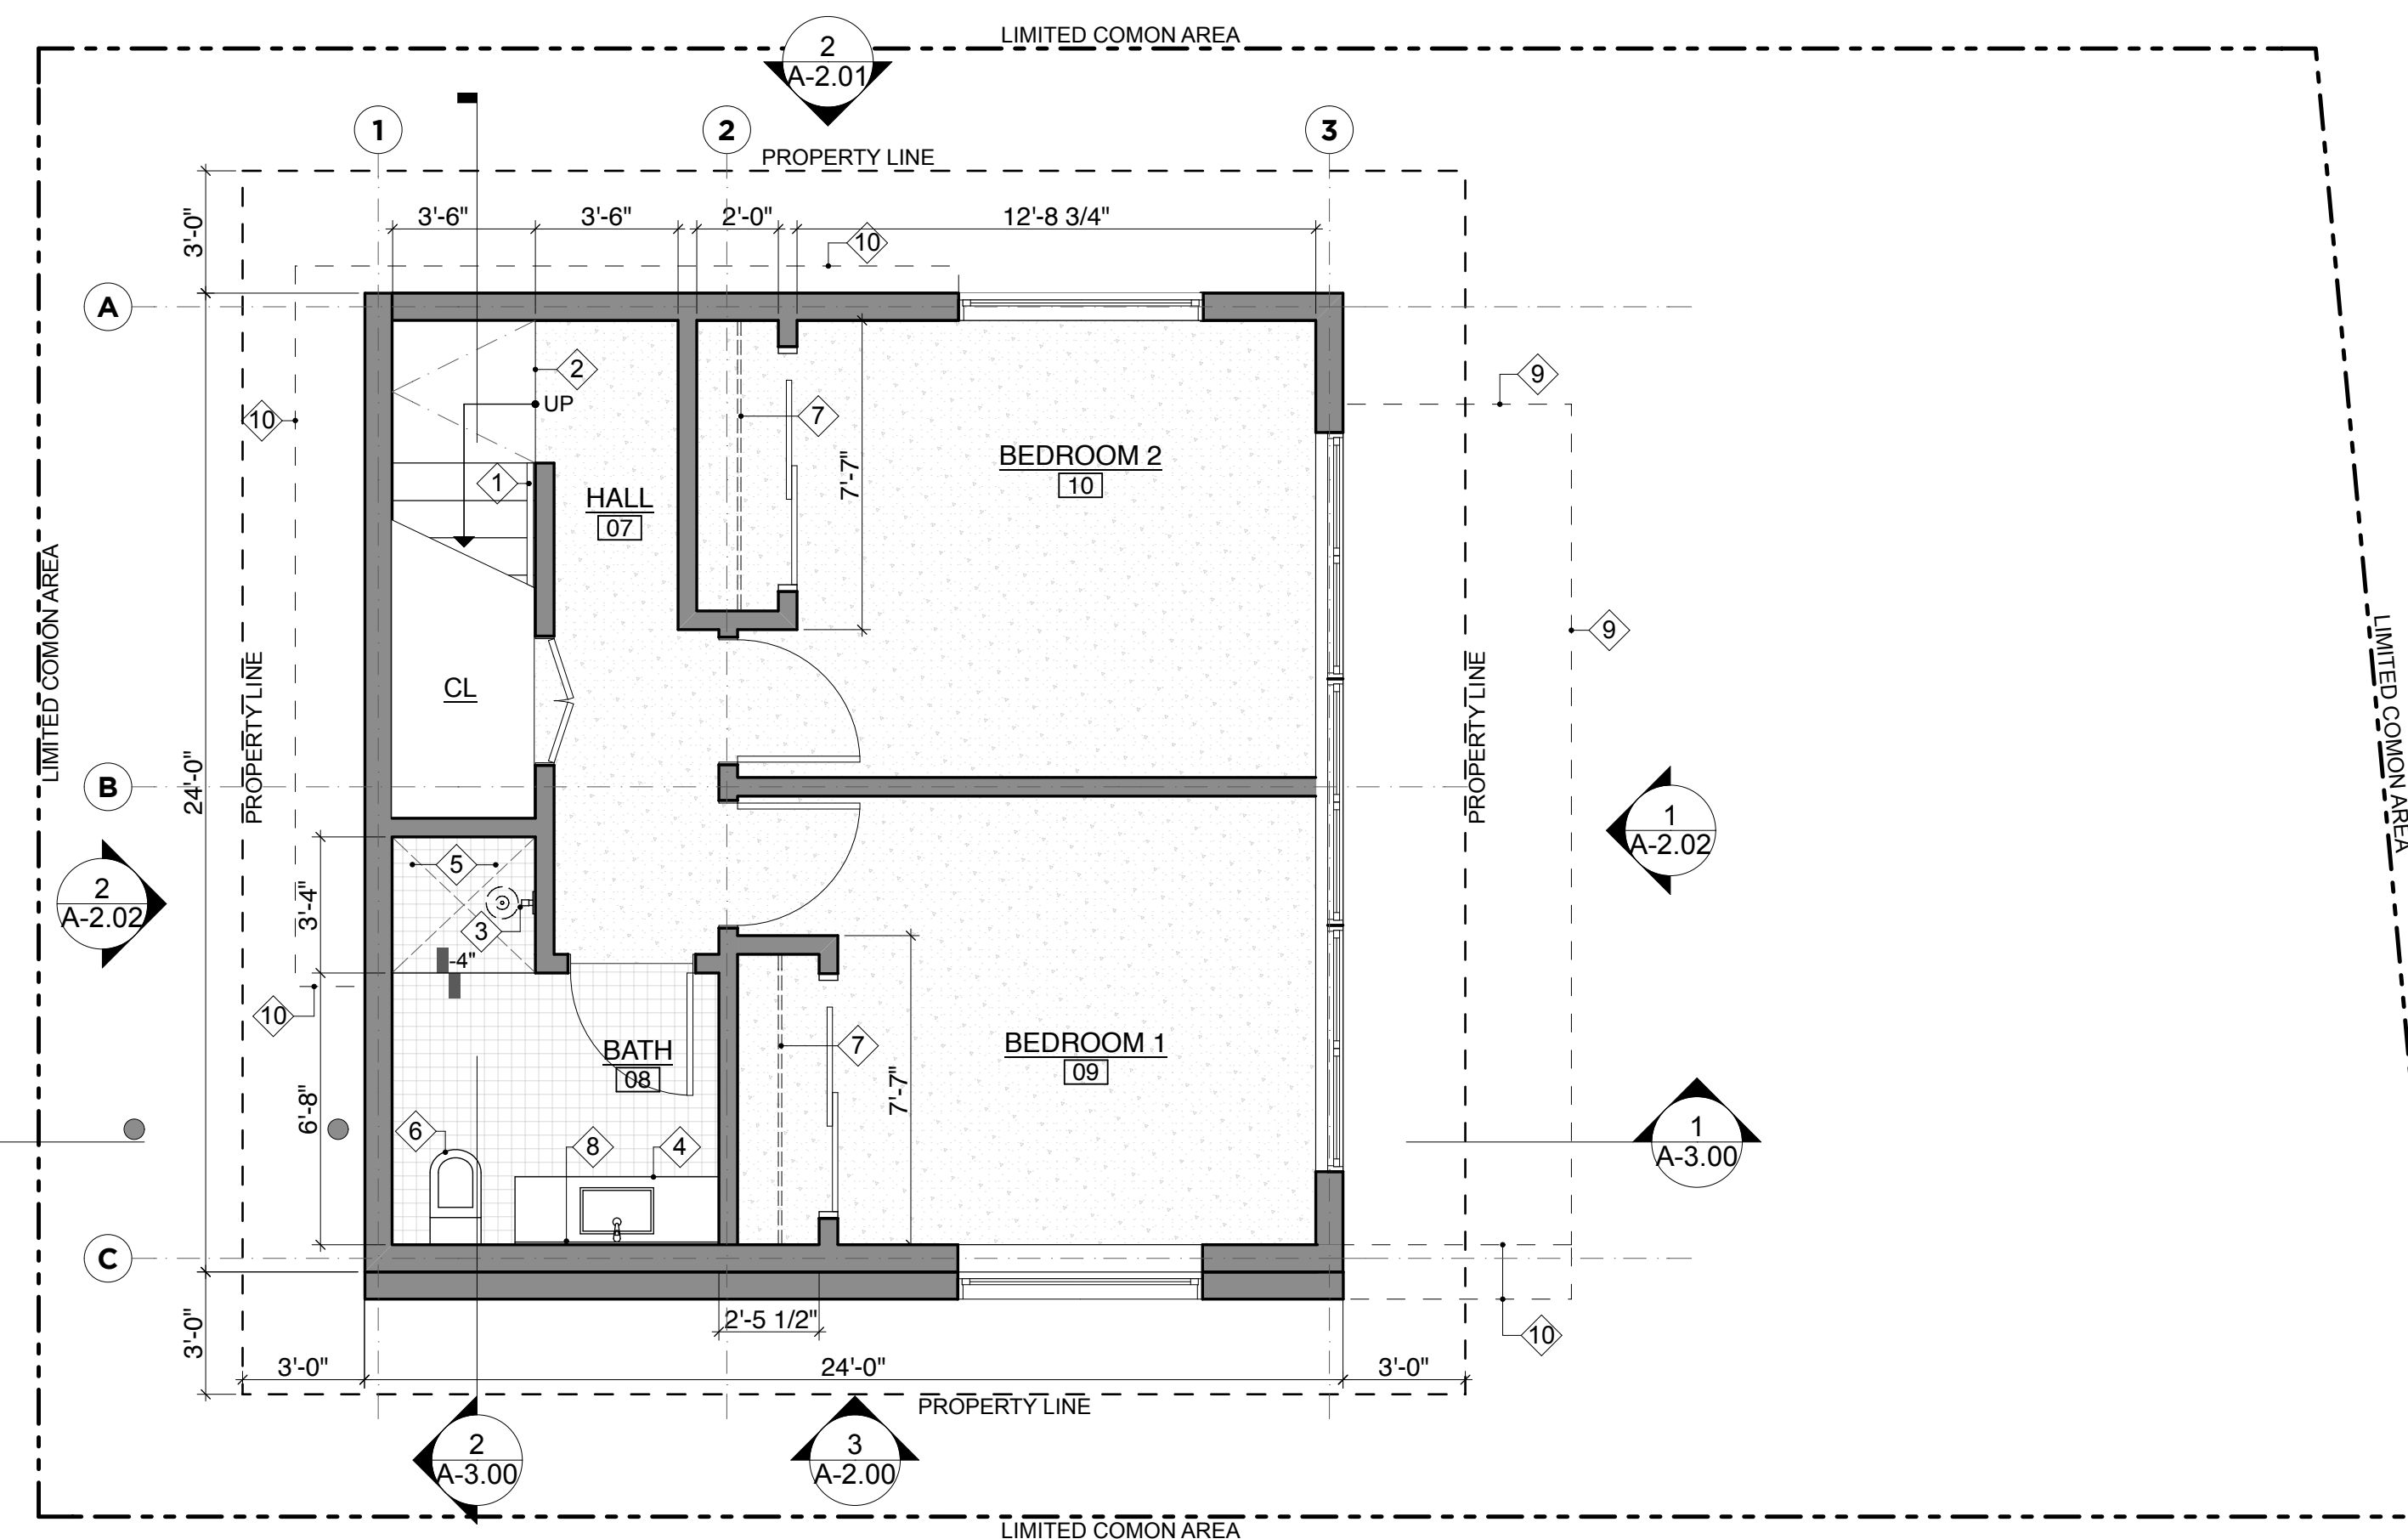 LIMITED COMON AREA
2
A-2.01
1
2
3
PROPERTY LINE
3'-0"
3'-6"
3'-6"
2'-0"
12'-8 3/4"
10
A
2
9
UP
10
7
BEDROOM 2
10
1
HALL
07
7'-7"
LIMITED COMON AREA
PROPERTY LINE
CL
9
PROPERTY LINE
LIMITED COMON AREA
24'-0"
B
1
A-2.02
5
2
A-2.02
3'-4"
3
-4"
10
BATH
08
7
BEDROOM 1
09
7'-7"
6'-8"
6
8
4
1
A-3.00
C
2'-5 1/2"
10
3'-0"
3'-0"
24'-0"
3'-0"
PROPERTY LINE
2
A-3.00
3
A-2.00
LIMITED COMON AREA